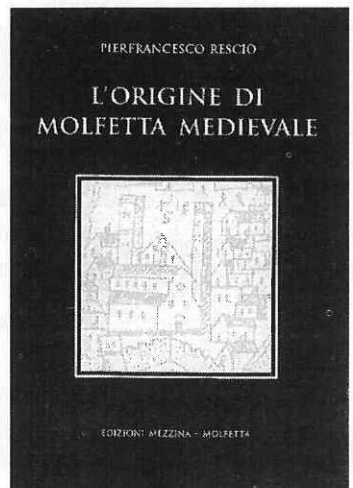 PIERFRANCESCO RESCIO
L'ORIGINE DI
MOLFETTA MEDIEVALE
EDIZIONI MEZZINA - MOLFETTA